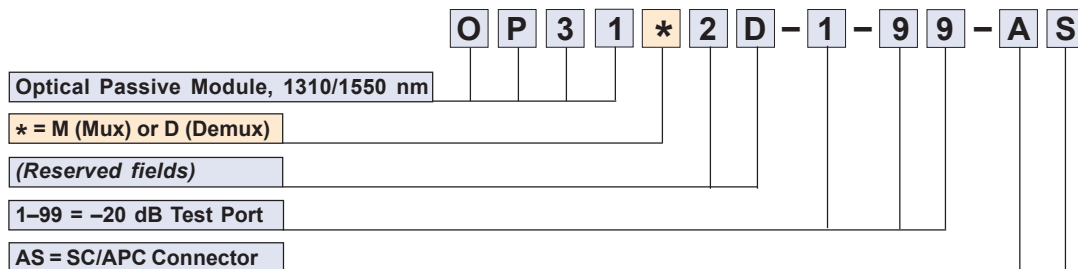 O P 3 1 * 2 D – 1 – 9 9 – A S
Optical Passive Module, 1310/1550 nm
* = M (Mux) or D (Demux)
(Reserved fields)
1–99 = –20 dB Test Port
AS = SC/APC Connector